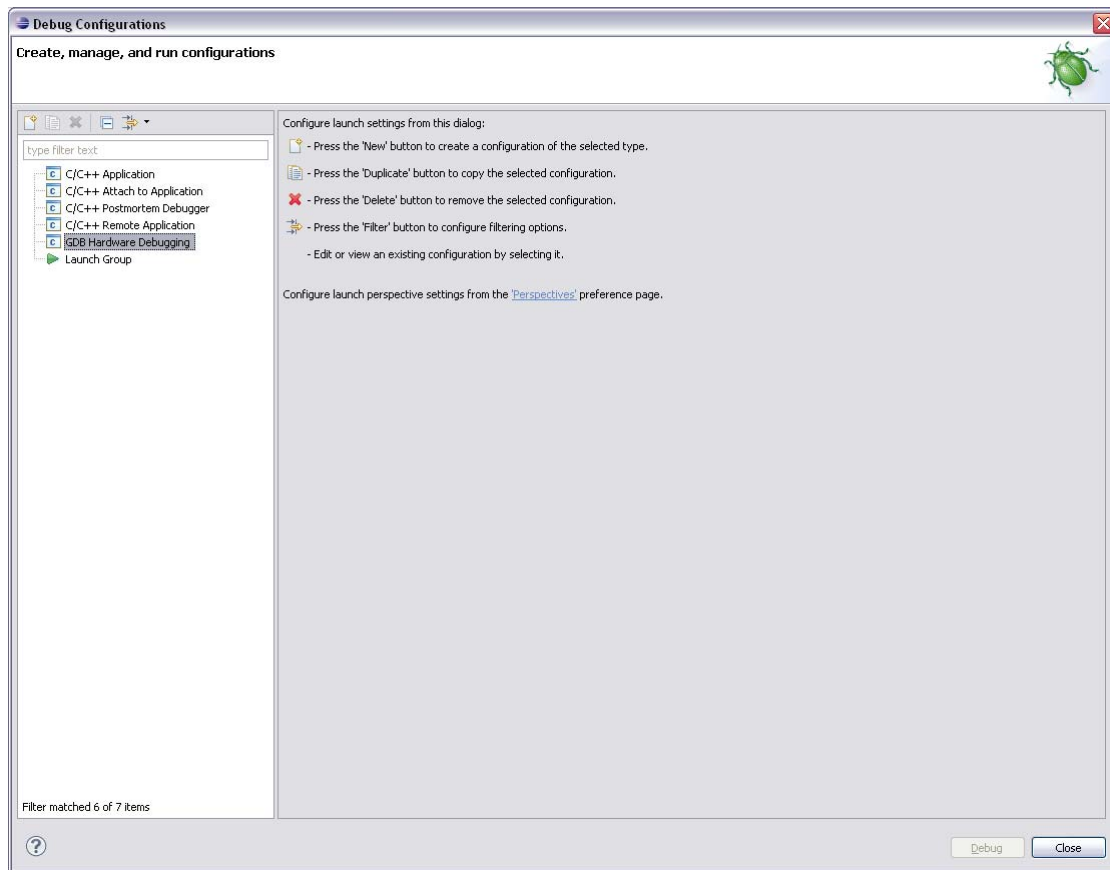 Debug Configurations
Create, manage, and run configurations
type filter text
C/C++ Application
C/C++ Attach to Application
C/C++ Postmortem Debugger
C/C++ Remote Application
GDB Hardware Debugging
Launch Group
Filter matched 6 of 7 items
Configure launch settings from this dialog:
- Press the 'New' button to create a configuration of the selected type.
- Press the 'Duplicate' button to copy the selected configuration.
- Press the 'Delete' button to remove the selected configuration.
- Press the 'Filter' button to configure filtering options.
- Edit or view an existing configuration by selecting it.
Configure launch perspective settings from the 'Perspectives' preference page.
Debug
Close